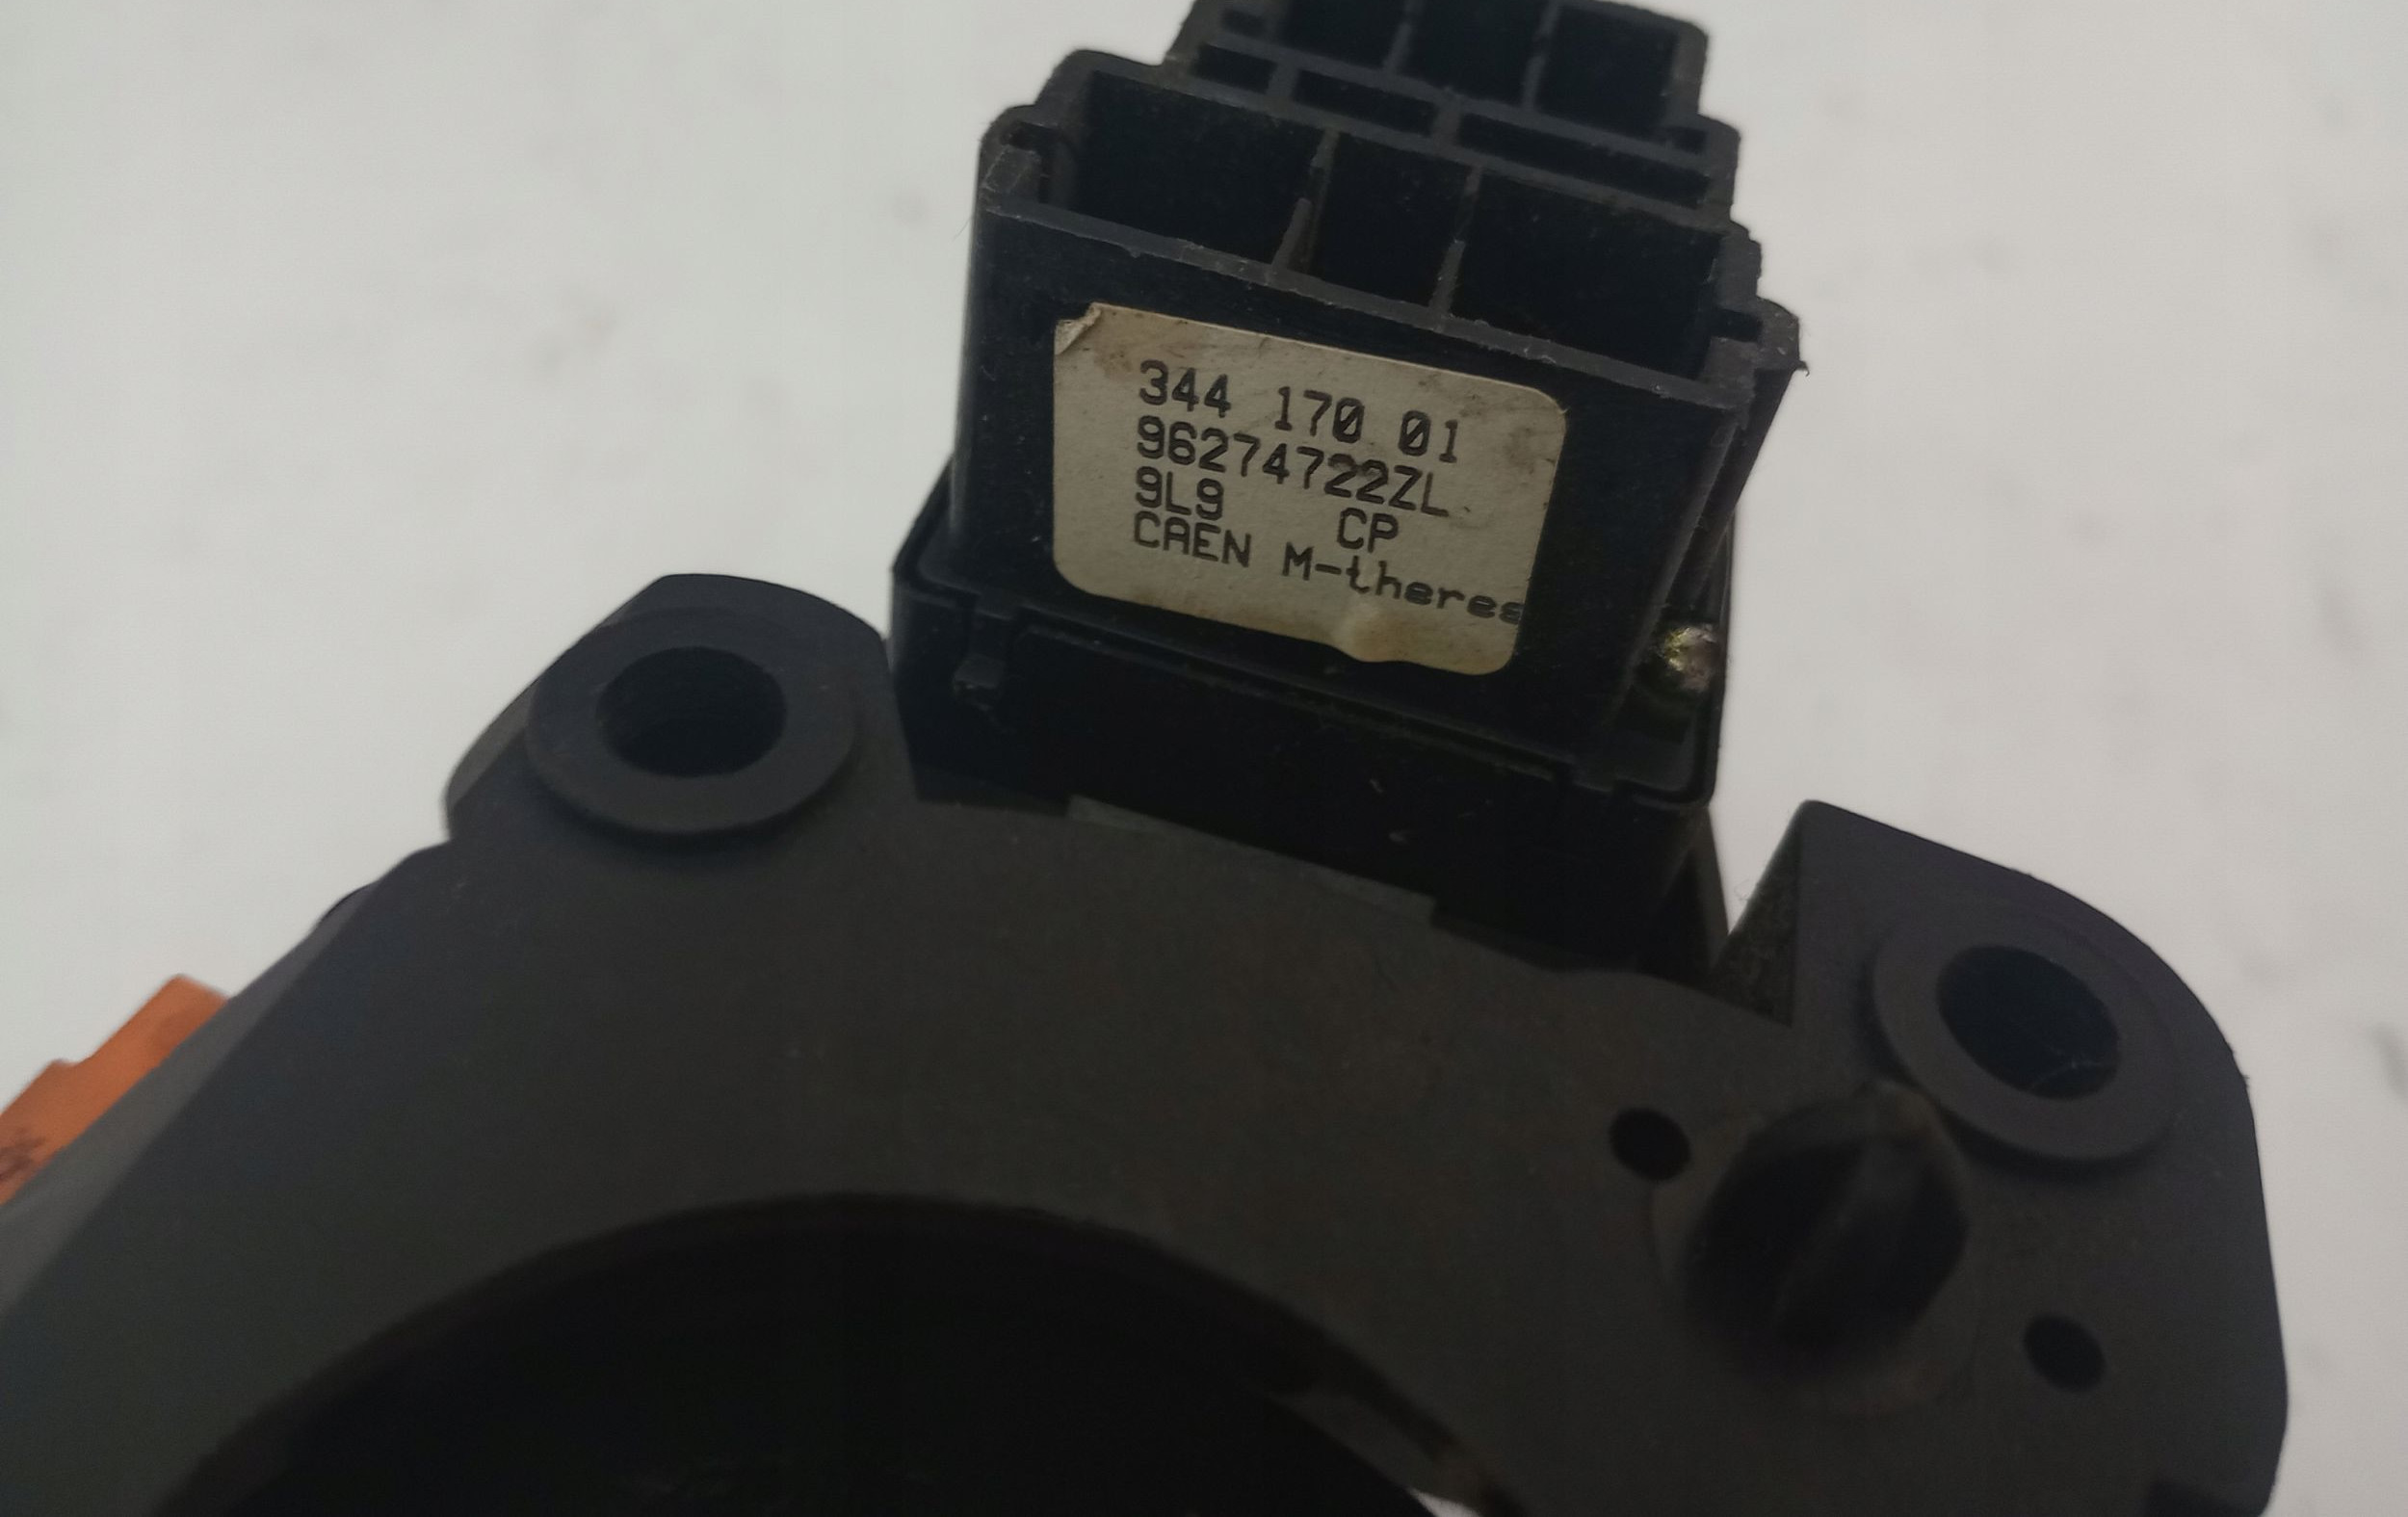 344 170 01
96274722ZL
9L9 CP
CAEN M-theres